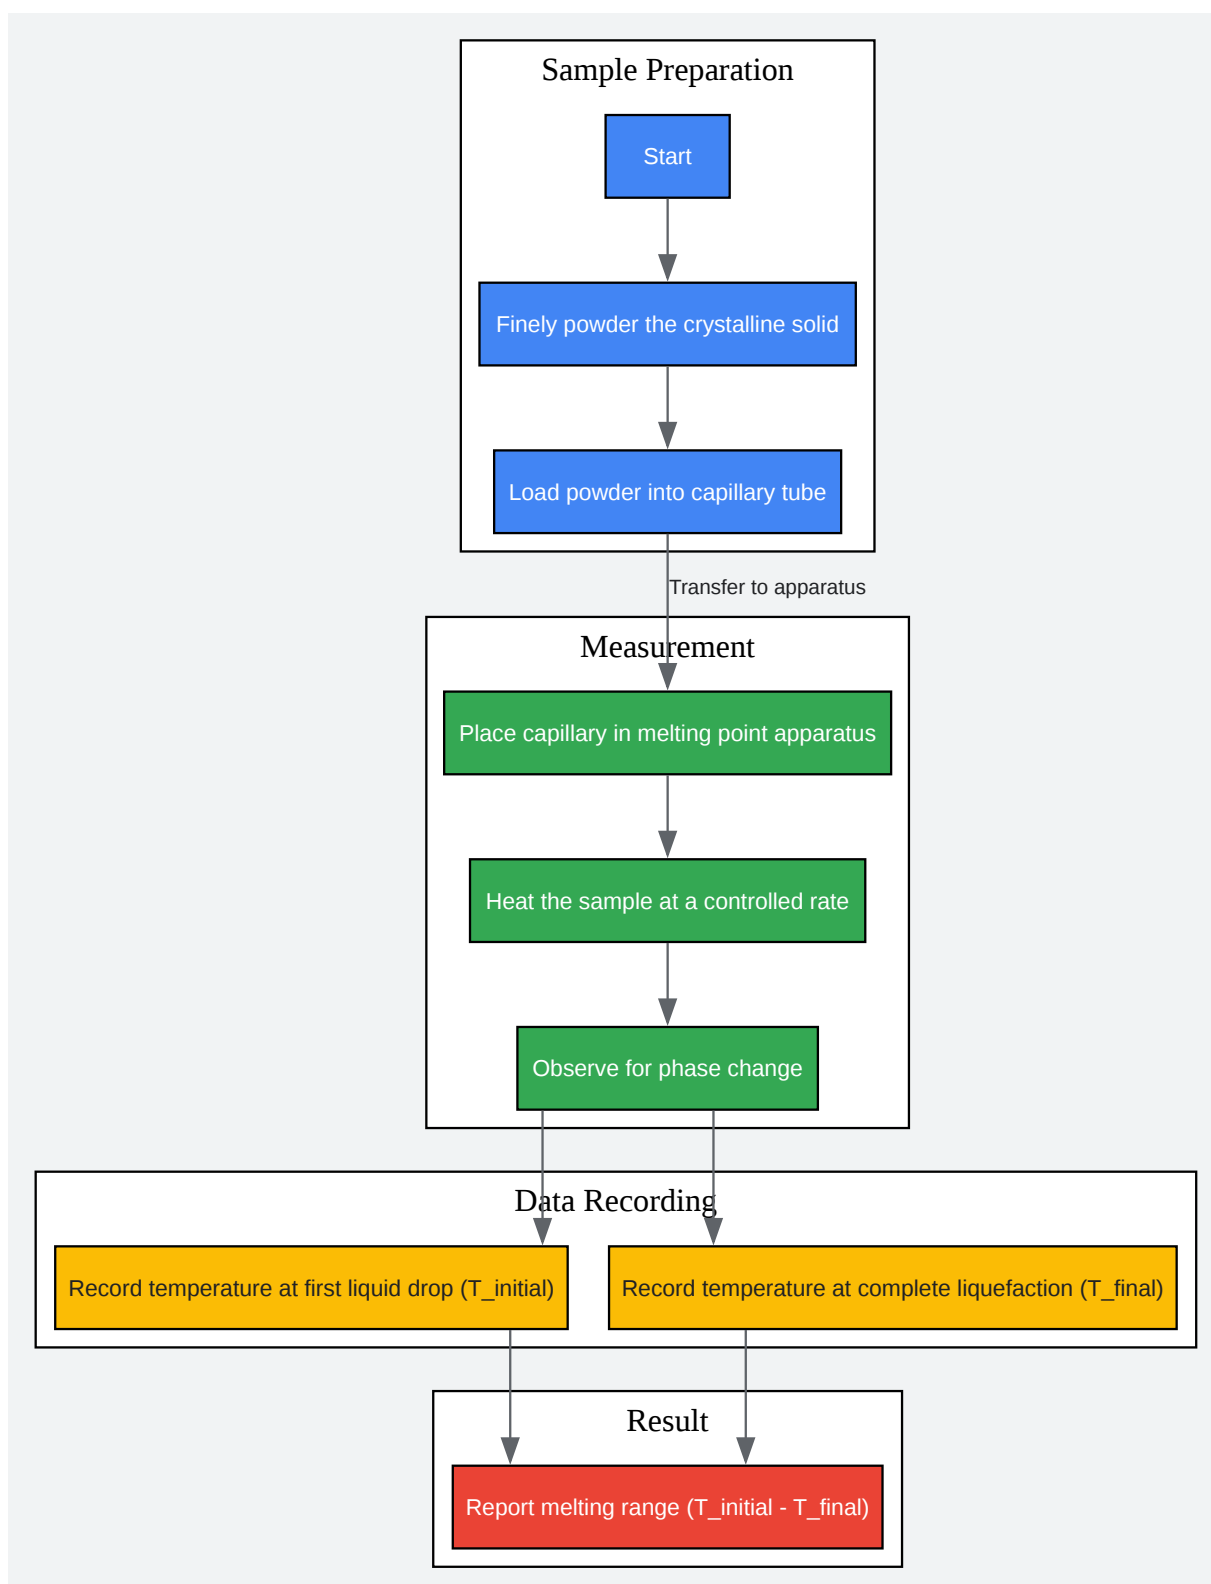 Sample Preparation
Start
Finely powder the crystalline solid
Load powder into capillary tube
Transfer to apparatus
Measurement
Place capillary in melting point apparatus
Heat the sample at a controlled rate
Observe for phase change
Data Recording
Record temperature at first liquid drop (T_initial)
Record temperature at complete liquefaction (T_final)
Result
Report melting range (T_initial - T_final)